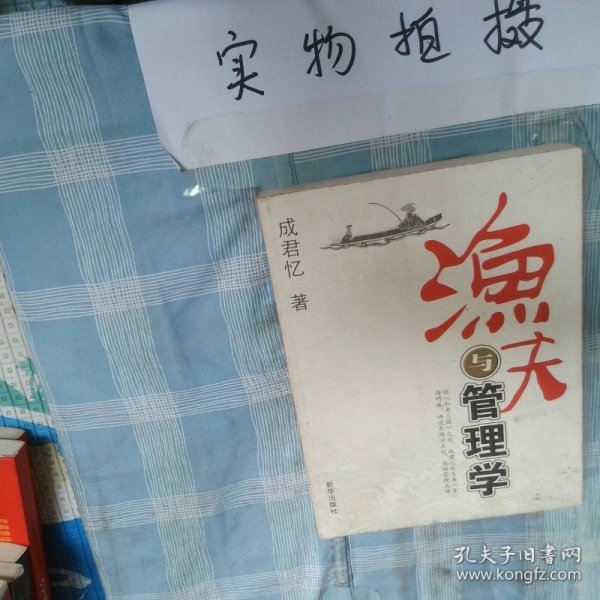 实物拍摄
成君忆 著
渔夫
与
管理学
新华出版社
孔夫子旧书网
www.kongfz.com